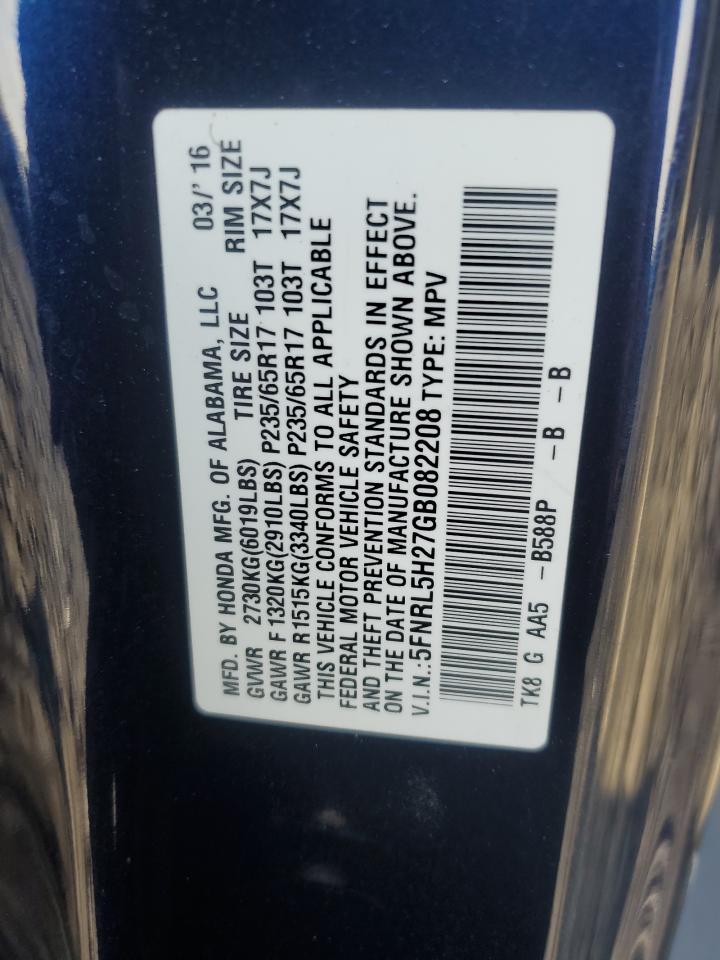 MFD. BY HONDA MFG. OF ALABAMA, LLC 03/' 16
GVWR 2730KG(6019LBS) TIRE SIZE RIM SIZE
GAWR F 1320KG(2910LBS) P235/65R17 103T 17X7J
GAWR R 1515KG(3340LBS) P235/65R17 103T 17X7J
THIS VEHICLE CONFORMS TO ALL APPLICABLE
FEDERAL MOTOR VEHICLE SAFETY
AND THEFT PREVENTION STANDARDS IN EFFECT
ON THE DATE OF MANUFACTURE SHOWN ABOVE.
V.I.N.:5FNRL5H27GB082208 TYPE: MPV
TK8 G AA5 -B588P -B -B